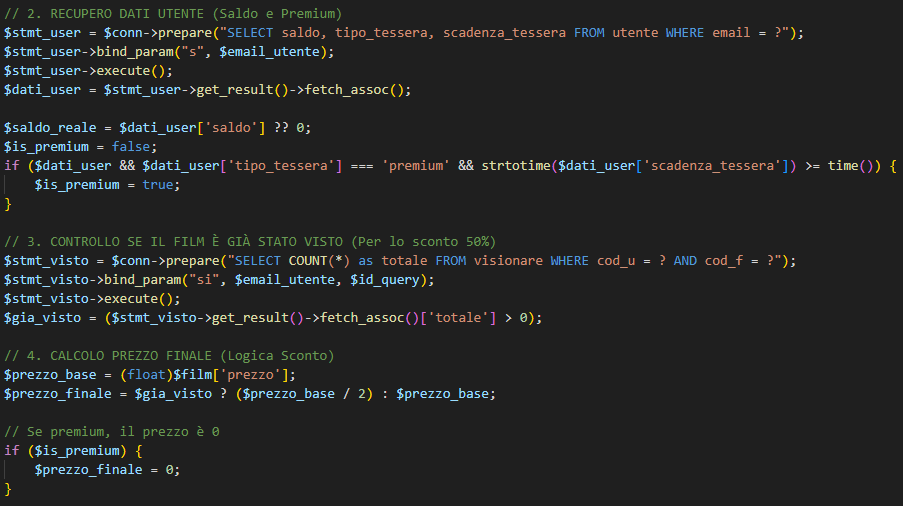 // 2. RECUPERO DATI UTENTE (Saldo e Premium)
$stmt_user = $conn->prepare("SELECT saldo, tipo_tessera, scadenza_tessera FROM utente WHERE email = ?");
$stmt_user->bind_param("s", $email_utente);
$stmt_user->execute();
$dati_user = $stmt_user->get_result()->fetch_assoc();

$saldo_reale = $dati_user['saldo'] ?? 0;
$is_premium = false;
if ($dati_user && $dati_user['tipo_tessera'] === 'premium' && strtotime($dati_user['scadenza_tessera']) >= time()) {
    $is_premium = true;
}

// 3. CONTROLLO SE IL FILM È GIÀ STATO VISTO (Per lo sconto 50%)
$stmt_visto = $conn->prepare("SELECT COUNT(*) as totale FROM visionare WHERE cod_u = ? AND cod_f = ?");
$stmt_visto->bind_param("si", $email_utente, $id_query);
$stmt_visto->execute();
$gia_visto = ($stmt_visto->get_result()->fetch_assoc()['totale'] > 0);

// 4. CALCOLO PREZZO FINALE (Logica Sconto)
$prezzo_base = (float)$film['prezzo'];
$prezzo_finale = $gia_visto ? ($prezzo_base / 2) : $prezzo_base;

// Se premium, il prezzo è 0
if ($is_premium) {
    $prezzo_finale = 0;
}